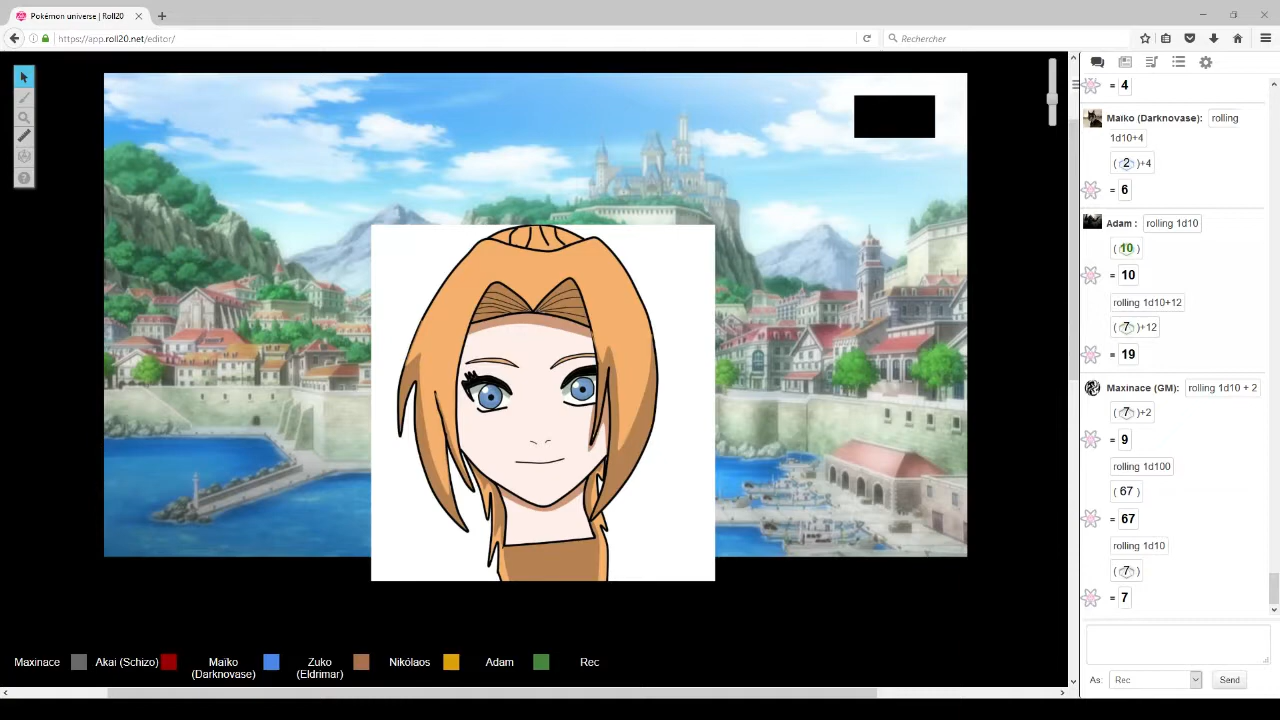 Pokémon universe | Roll20
https://app.roll20.net/editor/
Rechercher
= 4
Maïko (Darknovase): rolling
1d10+4
( 2 )+4
= 6
Adam : rolling 1d10
( 10 )
= 10
rolling 1d10+12
( 7 )+12
= 19
Maxinace (GM): rolling 1d10 + 2
( 7 )+2
= 9
rolling 1d100
( 67 )
= 67
rolling 1d10
( 7 )
= 7
Maxinace
Akai (Schizo)
Maïko
(Darknovase)
Zuko
(Eldrimar)
Nikólaos
Adam
Rec
As: Rec Send